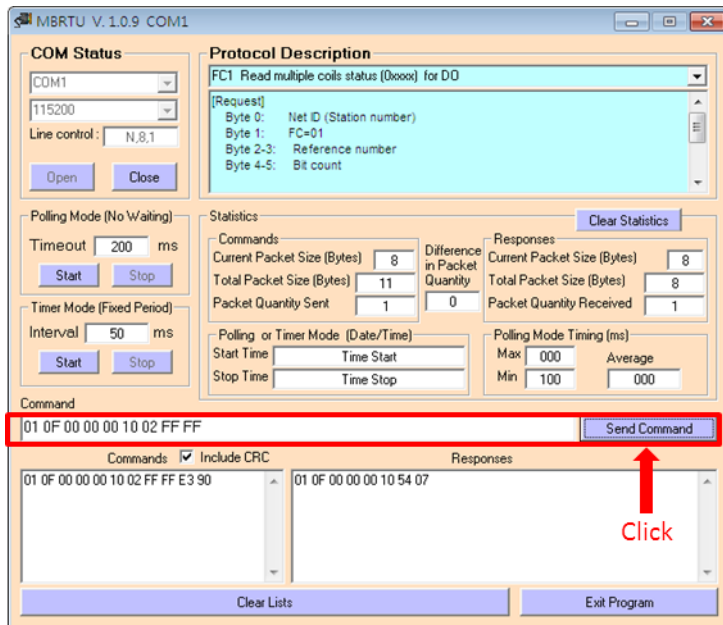 MBRTU V. 1.0.9 COM1
COM Status
COM1
115200
Line control : N,8,1
Open Close
Protocol Description
FC1 Read multiple coils status (0xxxx) for DO
[Request]
Byte 0: Net ID (Station number)
Byte 1: FC=01
Byte 2-3: Reference number
Byte 4-5: Bit count
Polling Mode (No Waiting)
Timeout 200 ms
Start Stop
Timer Mode (Fixed Period)
Interval 50 ms
Start Stop
Statistics
Clear Statistics
Commands
Current Packet Size (Bytes) 8
Total Packet Size (Bytes) 11
Packet Quantity Sent 1
Difference
in Packet
Quantity
0
Responses
Current Packet Size (Bytes) 8
Total Packet Size (Bytes) 8
Packet Quantity Received 1
Polling or Timer Mode (Date/Time)
Start Time Time Start
Stop Time Time Stop
Polling Mode Timing (ms)
Max 000 Average
Min 100 000
Command
01 0F 00 00 00 10 02 FF FF Send Command
Commands Include CRC Responses
01 0F 00 00 00 10 02 FF FF E3 90
01 0F 00 00 00 10 54 07
Click
Clear Lists Exit Program